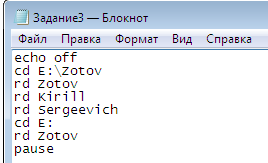 Задание3 — Блокнот
Файл Правка Формат Вид Справка
echo off
cd E:\Zotov
rd Zotov
rd Kirill
rd Sergeevich
cd E:
rd Zotov
pause